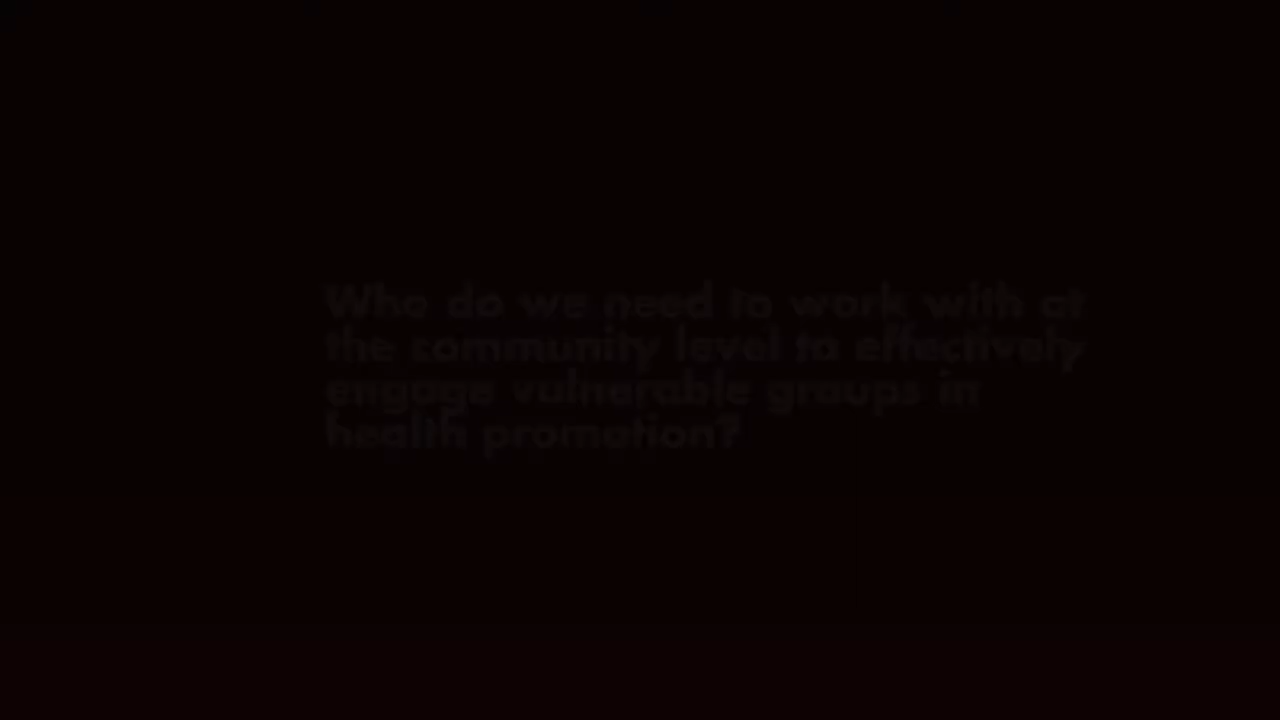 Who do we need to work with at
the community level to effectively
engage vulnerable groups in
health promotion?